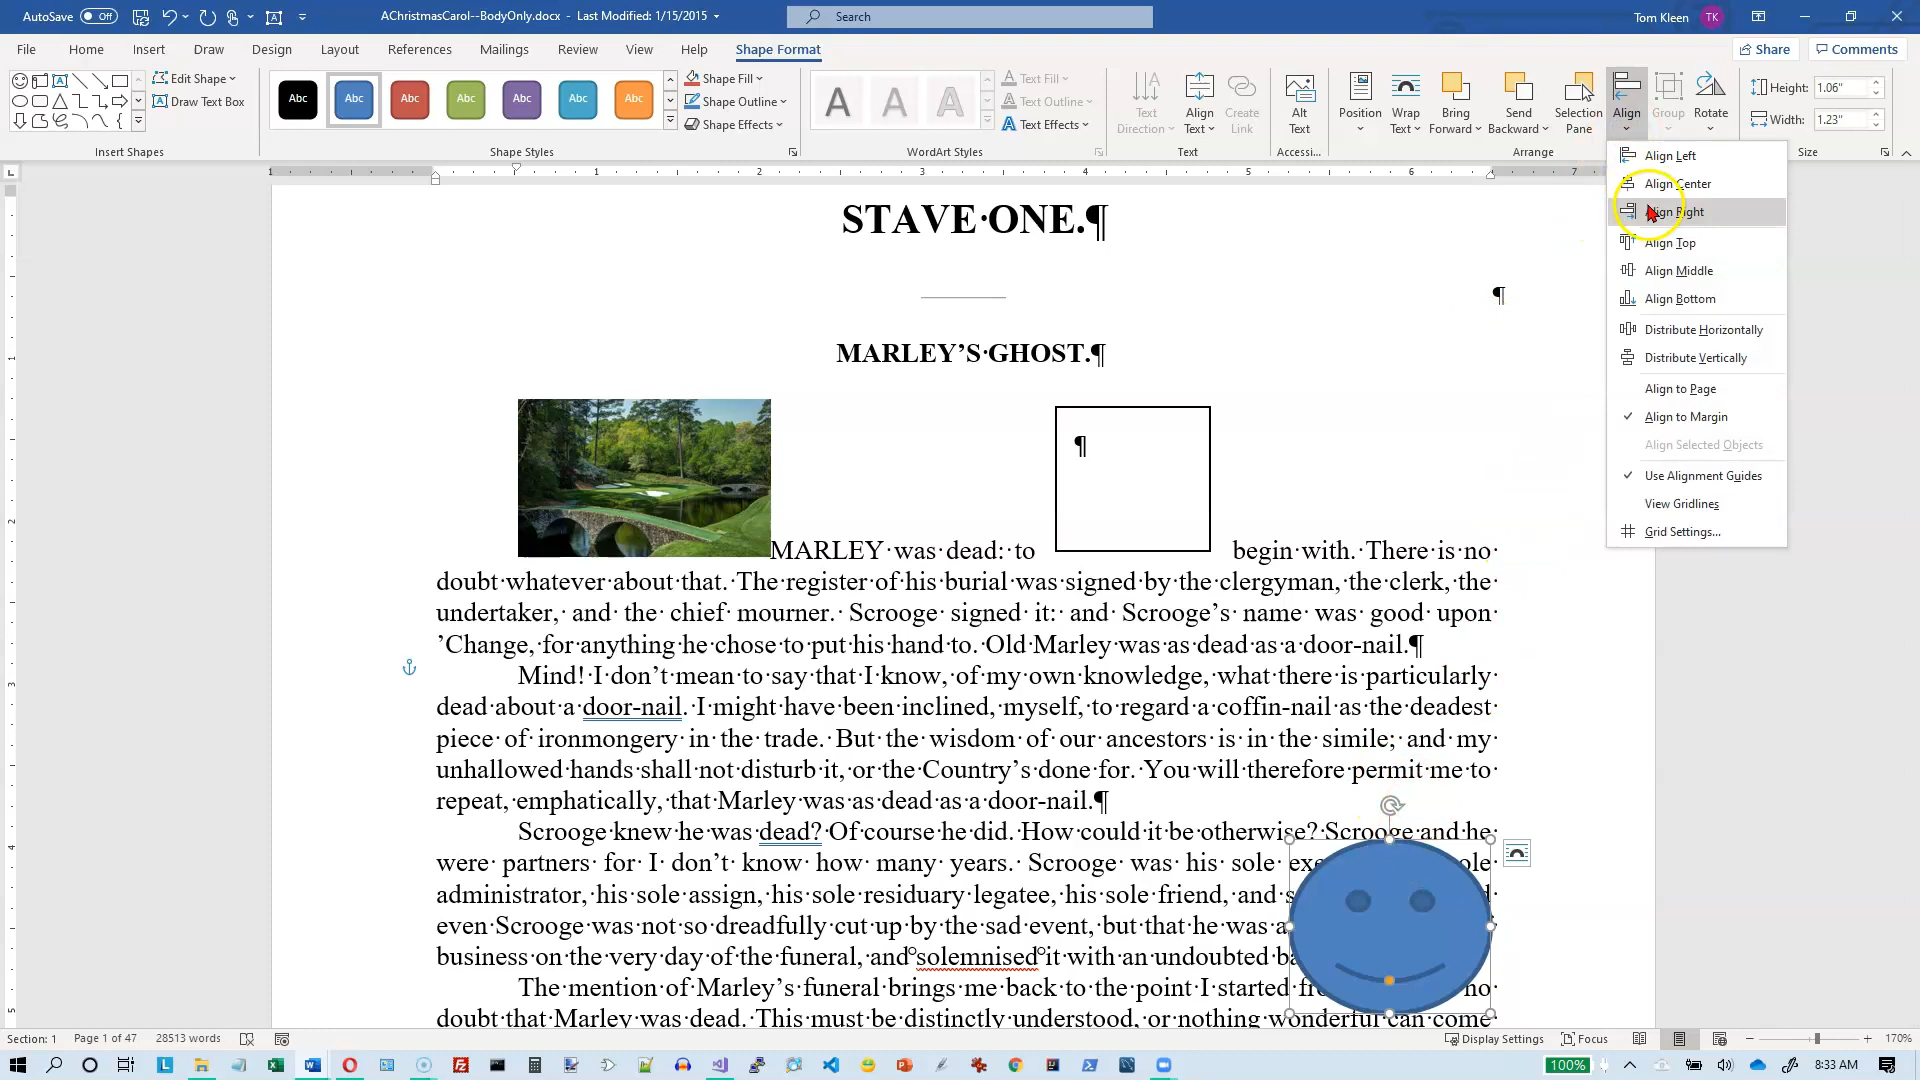 AutoSave Off AChristmasCarol--BodyOnly.docx - Last Modified: 1/15/2015 Search Tom Kleen TK
File Home Insert Draw Design Layout References Mailings Review View Help Shape Format Share Comments
Edit Shape
Draw Text Box
Insert Shapes
Abc Abc Abc Abc Abc Abc Abc
Shape Fill
Shape Outline
Shape Effects
Shape Styles
A A A
Text Fill
Text Outline
Text Effects
WordArt Styles
Text Direction
Align Text
Create Link
Text
Alt Text
Accessi...
Position
Wrap Text
Bring Forward
Send Backward
Selection Pane
Align
Group
Rotate
Arrange
Height: 1.06"
Width: 1.23"
Size
Align Left
Align Center
Align Right
Align Top
Align Middle
Align Bottom
Distribute Horizontally
Distribute Vertically
Align to Page
Align to Margin
Align Selected Objects
Use Alignment Guides
View Gridlines
Grid Settings...
1 1 2 3 4 5 6 7
1
2
3
4
5
STAVE·ONE.¶
¶
MARLEY’S·GHOST.¶
¶
MARLEY·was·dead:·to begin·with.·There·is·no·
doubt·whatever·about·that.·The·register·of·his·burial·was·signed·by·the·clergyman,·the·clerk,·the·
undertaker,·and·the·chief·mourner.·Scrooge·signed·it:·and·Scrooge’s·name·was·good·upon·
’Change,·for·anything·he·chose·to·put·his·hand·to.·Old·Marley·was·as·dead·as·a·door-nail.¶
Mind!·I·don’t·mean·to·say·that·I·know,·of·my·own·knowledge,·what·there·is·particularly·
dead·about·a·door-nail.·I·might·have·been·inclined,·myself,·to·regard·a·coffin-nail·as·the·deadest·
piece·of·ironmongery·in·the·trade.·But·the·wisdom·of·our·ancestors·is·in·the·simile;·and·my·
unhallowed·hands·shall·not·disturb·it,·or·the·Country’s·done·for.·You·will·therefore·permit·me·to·
repeat,·emphatically,·that·Marley·was·as·dead·as·a·door-nail.¶
Scrooge·knew·he·was·dead?·Of·course·he·did.·How·could·it·be·otherwise?·Scrooge·and·he·
were·partners·for·I·don’t·know·how·many·years.·Scrooge·was·his·sole· ole·
administrator,·his·sole·assign,·his·sole·residuary·legatee,·his·sole·friend,·and·
even·Scrooge·was·not·so·dreadfully·cut·up·by·the·sad·event,·but·that·he·was·
business·on·the·very·day·of·the·funeral,·and°solemnised°it·with·an·undoubted·
The·mention·of·Marley’s·funeral·brings·me·back·to·the·point·I·started· no·
doubt·that·Marley·was·dead.·This·must·be·distinctly·understood,·or·nothing·wonderful·can·come·
Section: 1 Page 1 of 47 28513 words Display Settings Focus 170%
100% 8:33 AM